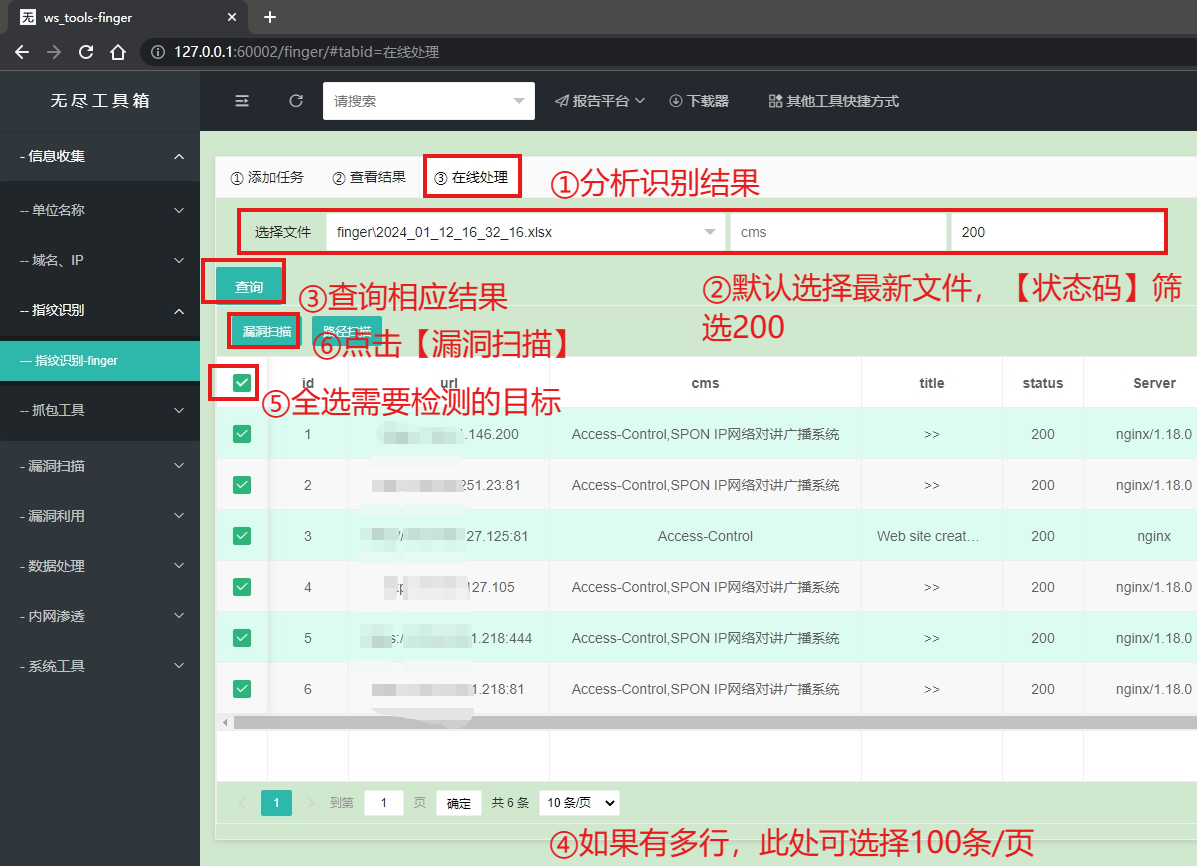 无 ws_tools-finger
127.0.0.1:60002/finger/#tabid=在线处理
无尽工具箱
请搜索
报告平台
下载器
其他工具快捷方式
- 信息收集
-- 单位名称
-- 域名、IP
-- 指纹识别
--- 指纹识别-finger
-- 抓包工具
- 漏洞扫描
- 漏洞利用
- 数据处理
- 内网渗透
- 系统工具
① 添加任务 ② 查看结果 ③ 在线处理
①分析识别结果
选择文件 finger\2024_01_12_16_32_16.xlsx cms 200
查询
③查询相应结果
②默认选择最新文件，【状态码】筛
选200
漏洞扫描 路径扫描
⑥点击【漏洞扫描】
id url cms title status Server
⑤全选需要检测的目标
1 .146.200 Access-Control,SPON IP网络对讲广播系统 >> 200 nginx/1.18.0
2 251.23:81 Access-Control,SPON IP网络对讲广播系统 >> 200 nginx/1.18.0
3 27.125:81 Access-Control Web site creat… 200 nginx
4 127.105 Access-Control,SPON IP网络对讲广播系统 >> 200 nginx/1.18.0
5 1.218:444 Access-Control,SPON IP网络对讲广播系统 >> 200 nginx/1.18.0
6 1.218:81 Access-Control,SPON IP网络对讲广播系统 >> 200 nginx/1.18.0
1 到第 1 页 确定 共 6 条 10 条/页
④如果有多行，此处可选择100条/页